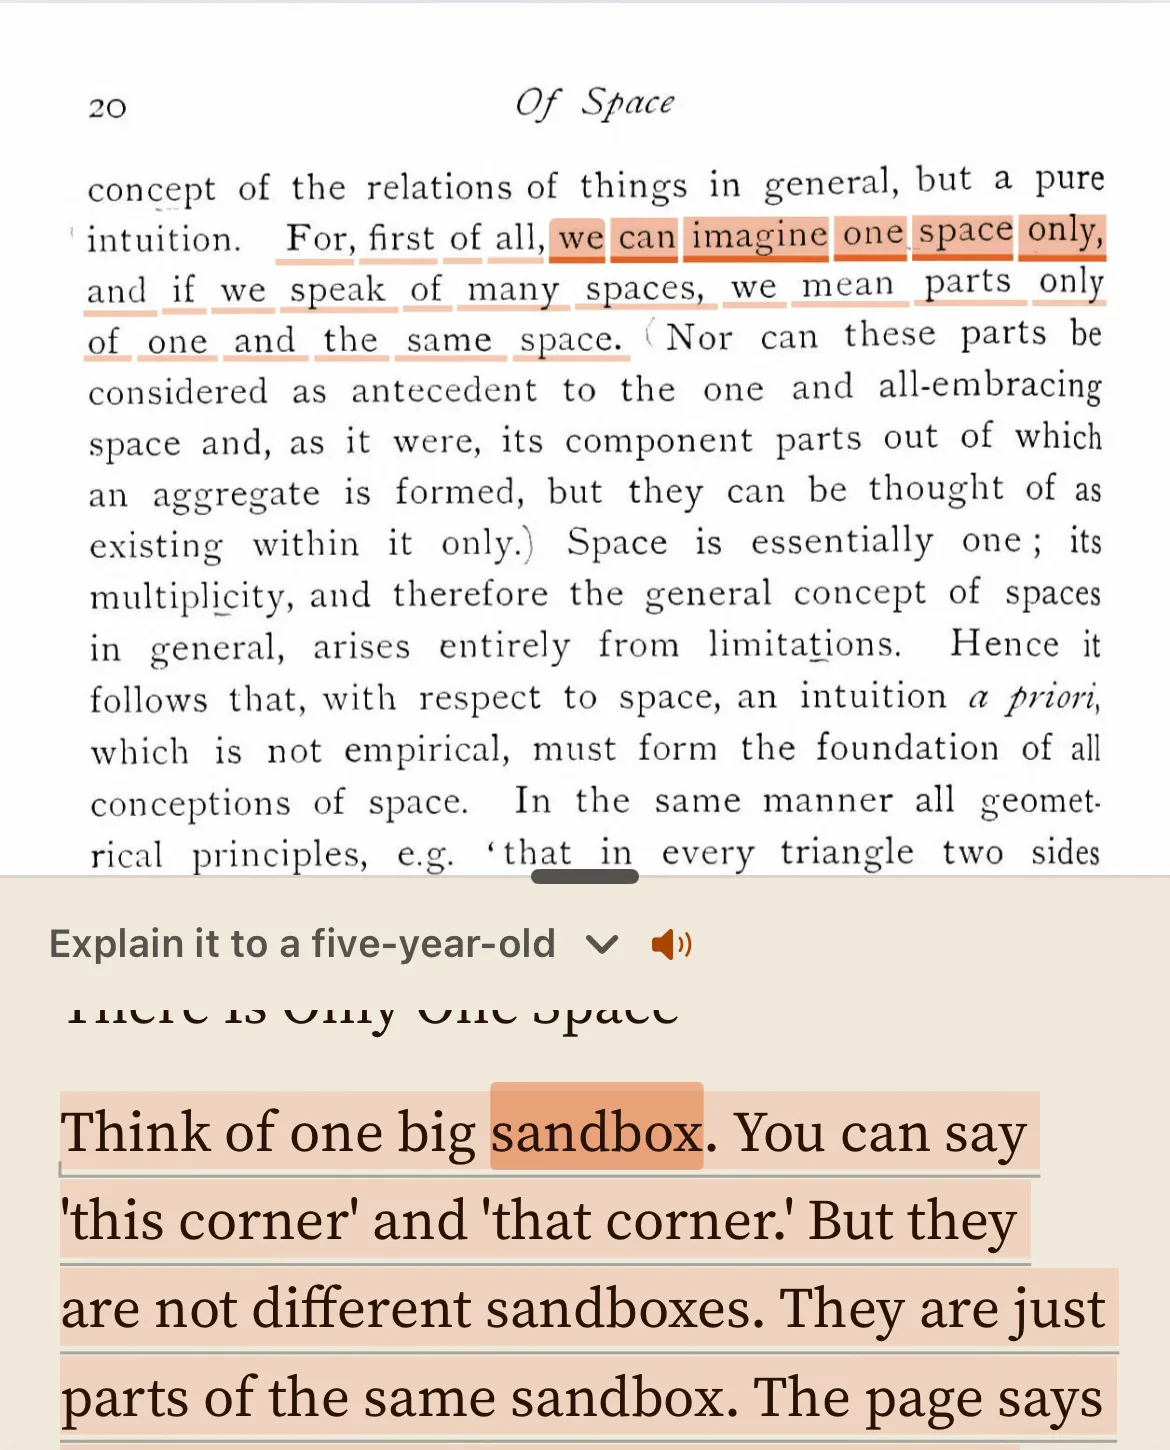 20
Of Space
concept of the relations of things in general, but a pure
intuition. For, first of all, we can imagine one space only,
and if we speak of many spaces, we mean parts only
of one and the same space. (Nor can these parts be
considered as antecedent to the one and all-embracing
space and, as it were, its component parts out of which
an aggregate is formed, but they can be thought of as
existing within it only.) Space is essentially one; its
multiplicity, and therefore the general concept of spaces
in general, arises entirely from limitations. Hence it
follows that, with respect to space, an intuition a priori,
which is not empirical, must form the foundation of all
conceptions of space. In the same manner all geomet-
rical principles, e.g. ‘that in every triangle two sides
Explain it to a five-year-old
There Is Only One Space
Think of one big sandbox. You can say
'this corner' and 'that corner.' But they
are not different sandboxes. They are just
parts of the same sandbox. The page says